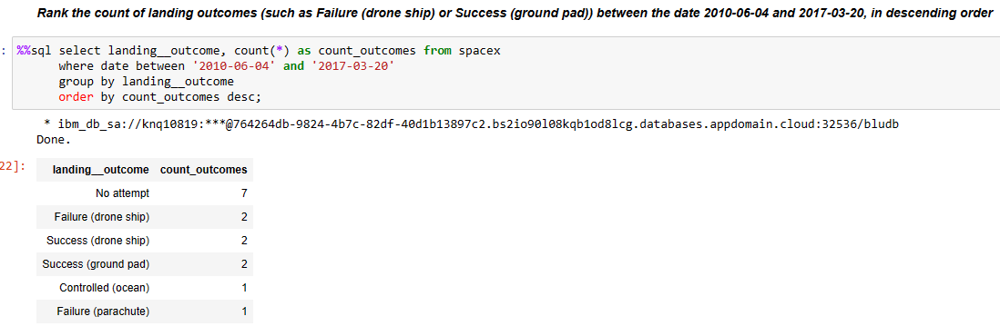 Rank the count of landing outcomes (such as Failure (drone ship) or Success (ground pad)) between the date 2010-06-04 and 2017-03-20, in descending order
: %%sql select landing__outcome, count(*) as count_outcomes from spacex
where date between '2010-06-04' and '2017-03-20'
group by landing__outcome
order by count_outcomes desc;
* ibm_db_sa://knq10819:***@764264db-9824-4b7c-82df-40d1b13897c2.bs2io90l08kqb1od8lcg.databases.appdomain.cloud:32536/bludb
Done.
22]:
landing__outcome count_outcomes
No attempt 7
Failure (drone ship) 2
Success (drone ship) 2
Success (ground pad) 2
Controlled (ocean) 1
Failure (parachute) 1